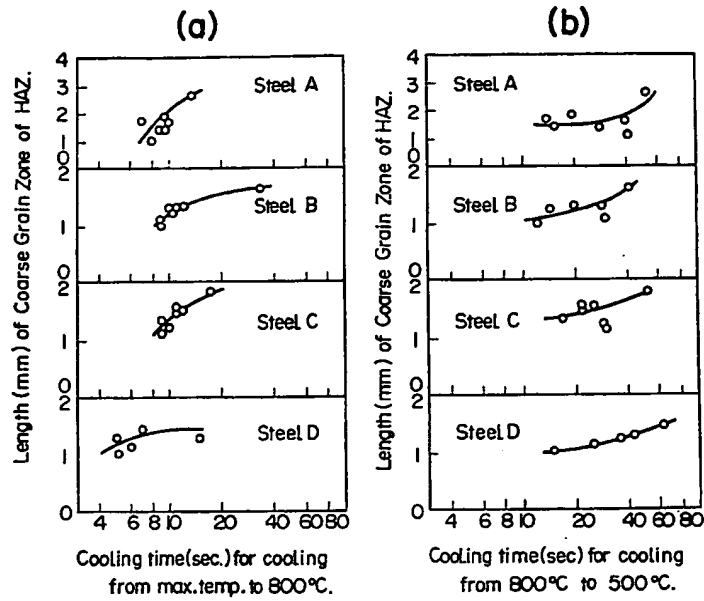 (a)
Length (mm) of Coarse Grain Zone of HAZ.
4
3
2
1
0
Steel A
2
1
0
Steel B
2
1
0
Steel C
2
1
0
Steel D
4 6 8 10 20 40 60 80
Cooling time(sec.) for cooling
from max.temp. to 800°C.
(b)
Length (mm) of Coarse Grain Zone of HAZ.
4
3
2
1
0
Steel A
2
1
0
Steel B
2
1
0
Steel C
2
1
0
Steel D
4 6 8 10 20 40 60 80
Cooling time(sec) for cooling
from 800°C to 500°C.